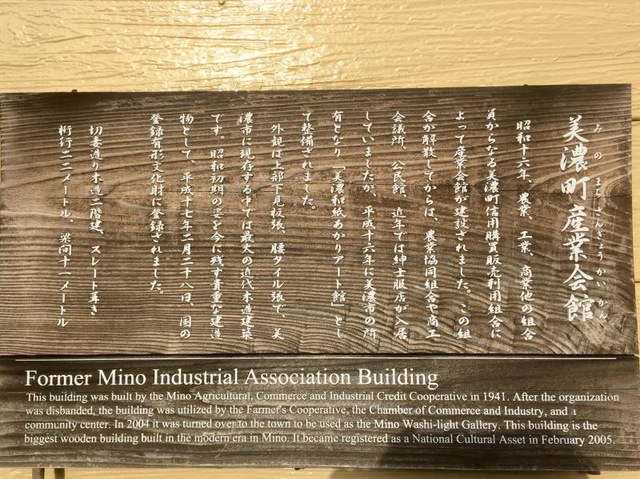 美濃町産業会館
みのまちさんぎょうかいかん
昭和十六年、農業、工業、商業他の組合
員からなる美濃町信用購買販売利用組合に
よって産業会館が建設されました。この組
合が解散してからは、農業協同組合や商工
会議所、公民館、近年では紳士服店が入居
していましたが、平成十六年に美濃市の所
有となり「美濃和紙あかりアート館」とし
て整備されました。
外観は上部下見板張、腰タイル張で、美
濃市に現存する中では最大の近代木造建築
です。昭和初期の姿を今に残す貴重な建造
物として、平成十七年二月二十八日、国の
登録有形文化財に登録されました。
切妻造り木造二階建、スレート葺き
桁行二二メートル、梁間十一メートル
Former Mino Industrial Association Building
This building was built by the Mino Agricultural, Commerce and Industrial Credit Cooperative in 1941. After the organization
was disbanded, the building was utilized by the Farmer's Cooperative, the Chamber of Commerce and Industry, and a
community center. In 2004 it was turned over to the town to be used as the Mino Washi-light Gallery. This building is the
biggest wooden building built in the modern era in Mino. It became registered as a National Cultural Asset in February 2005.